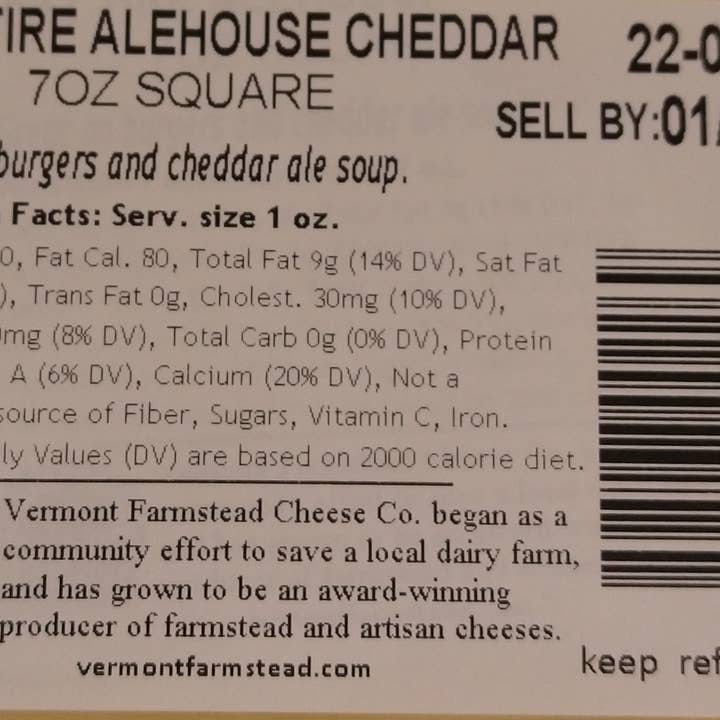 IRE ALEHOUSE CHEDDAR 22-0
7OZ SQUARE
SELL BY:01/
burgers and cheddar ale soup.
Facts: Serv. size 1 oz.
0, Fat Cal. 80, Total Fat 9g (14% DV), Sat Fat
), Trans Fat 0g, Cholest. 30mg (10% DV),
mg (8% DV), Total Carb 0g (0% DV), Protein
A (6% DV), Calcium (20% DV), Not a
source of Fiber, Sugars, Vitamin C, Iron.
ly Values (DV) are based on 2000 calorie diet.
Vermont Farmstead Cheese Co. began as a
community effort to save a local dairy farm,
and has grown to be an award-winning
producer of farmstead and artisan cheeses.
vermontfarmstead.com
keep ref